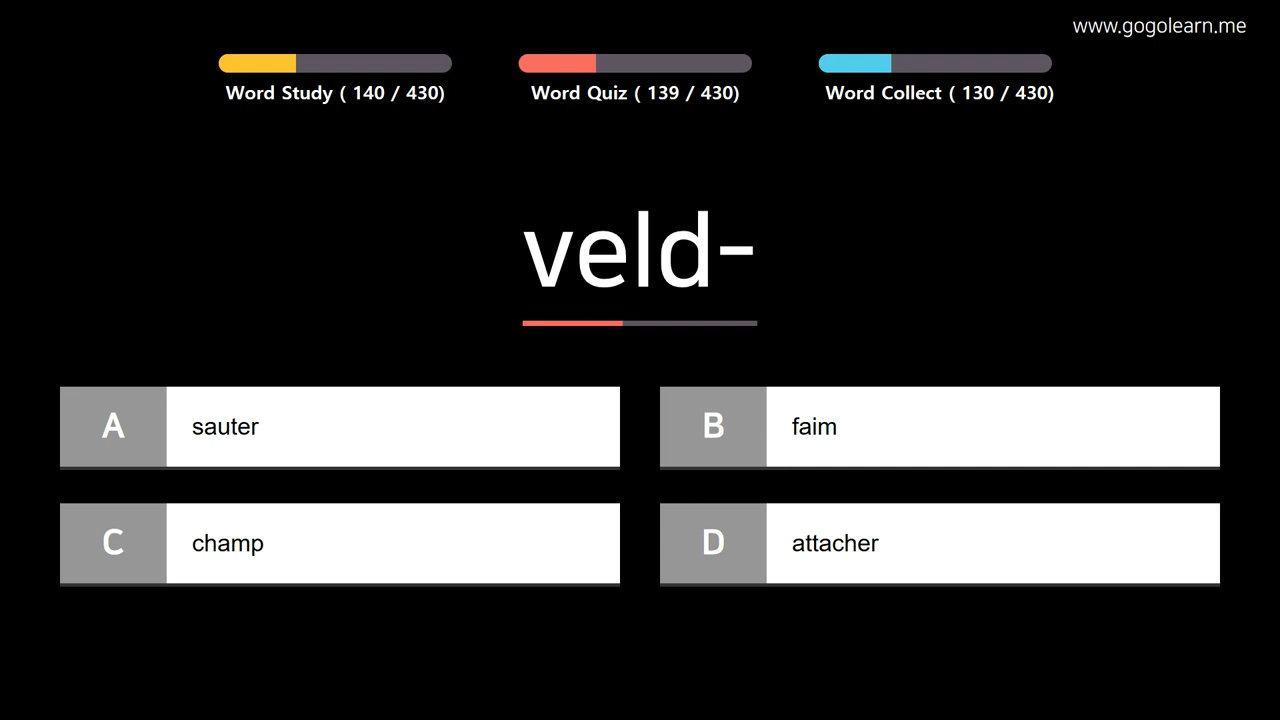 www.gogolearn.me
Word Study ( 140 / 430)
Word Quiz ( 139 / 430)
Word Collect ( 130 / 430)
veld-
A sauter
B faim
C champ
D attacher